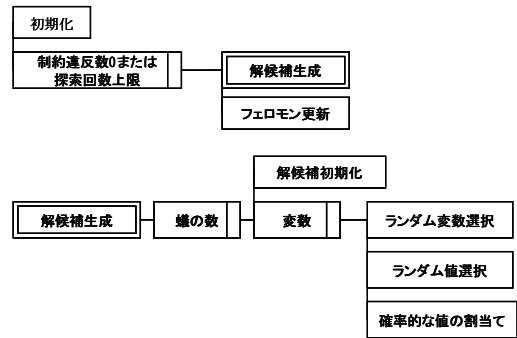 初期化
制約違反数0または
探索回数上限
解候補生成
フェロモン更新
解候補初期化
解候補生成
蟻の数
変数
ランダム変数選択
ランダム値選択
確率的な値の割当て